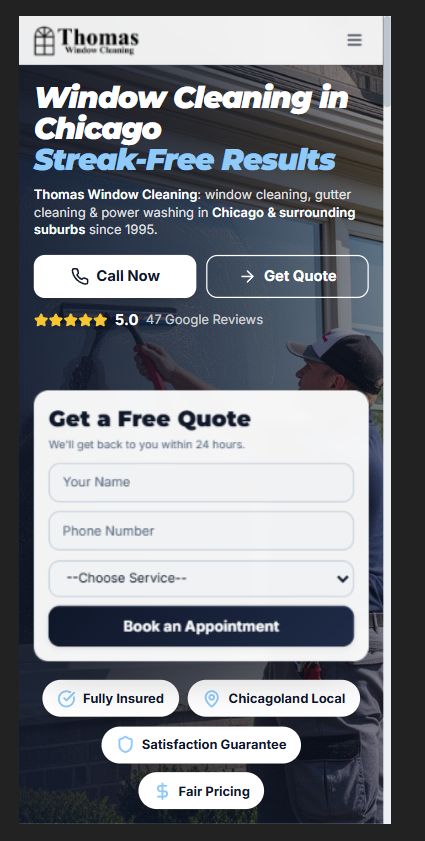 Thomas
Window Cleaning
Window Cleaning in
Chicago
Streak-Free Results
Thomas Window Cleaning: window cleaning, gutter
cleaning & power washing in Chicago & surrounding
suburbs since 1995.
Call Now
Get Quote
5.0 47 Google Reviews
Get a Free Quote
We'll get back to you within 24 hours.
Your Name
Phone Number
--Choose Service--
Book an Appointment
Fully Insured
Chicagoland Local
Satisfaction Guarantee
Fair Pricing